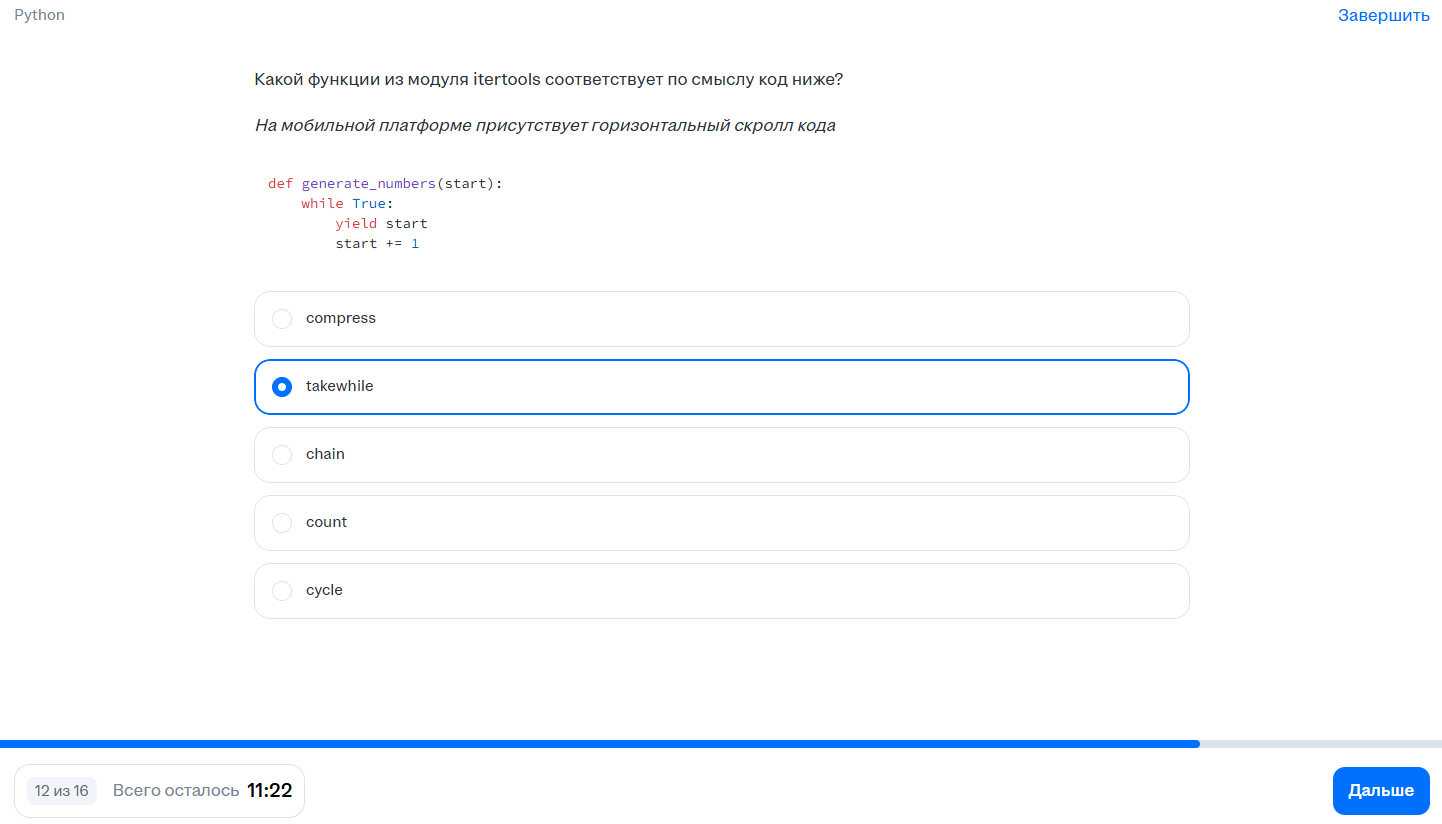 Python
Завершить
Какой функции из модуля itertools соответствует по смыслу код ниже?
На мобильной платформе присутствует горизонтальный скролл кода
def generate_numbers(start):
    while True:
        yield start
        start += 1
compress
takewhile
chain
count
cycle
12 из 16
Всего осталось 11:22
Дальше